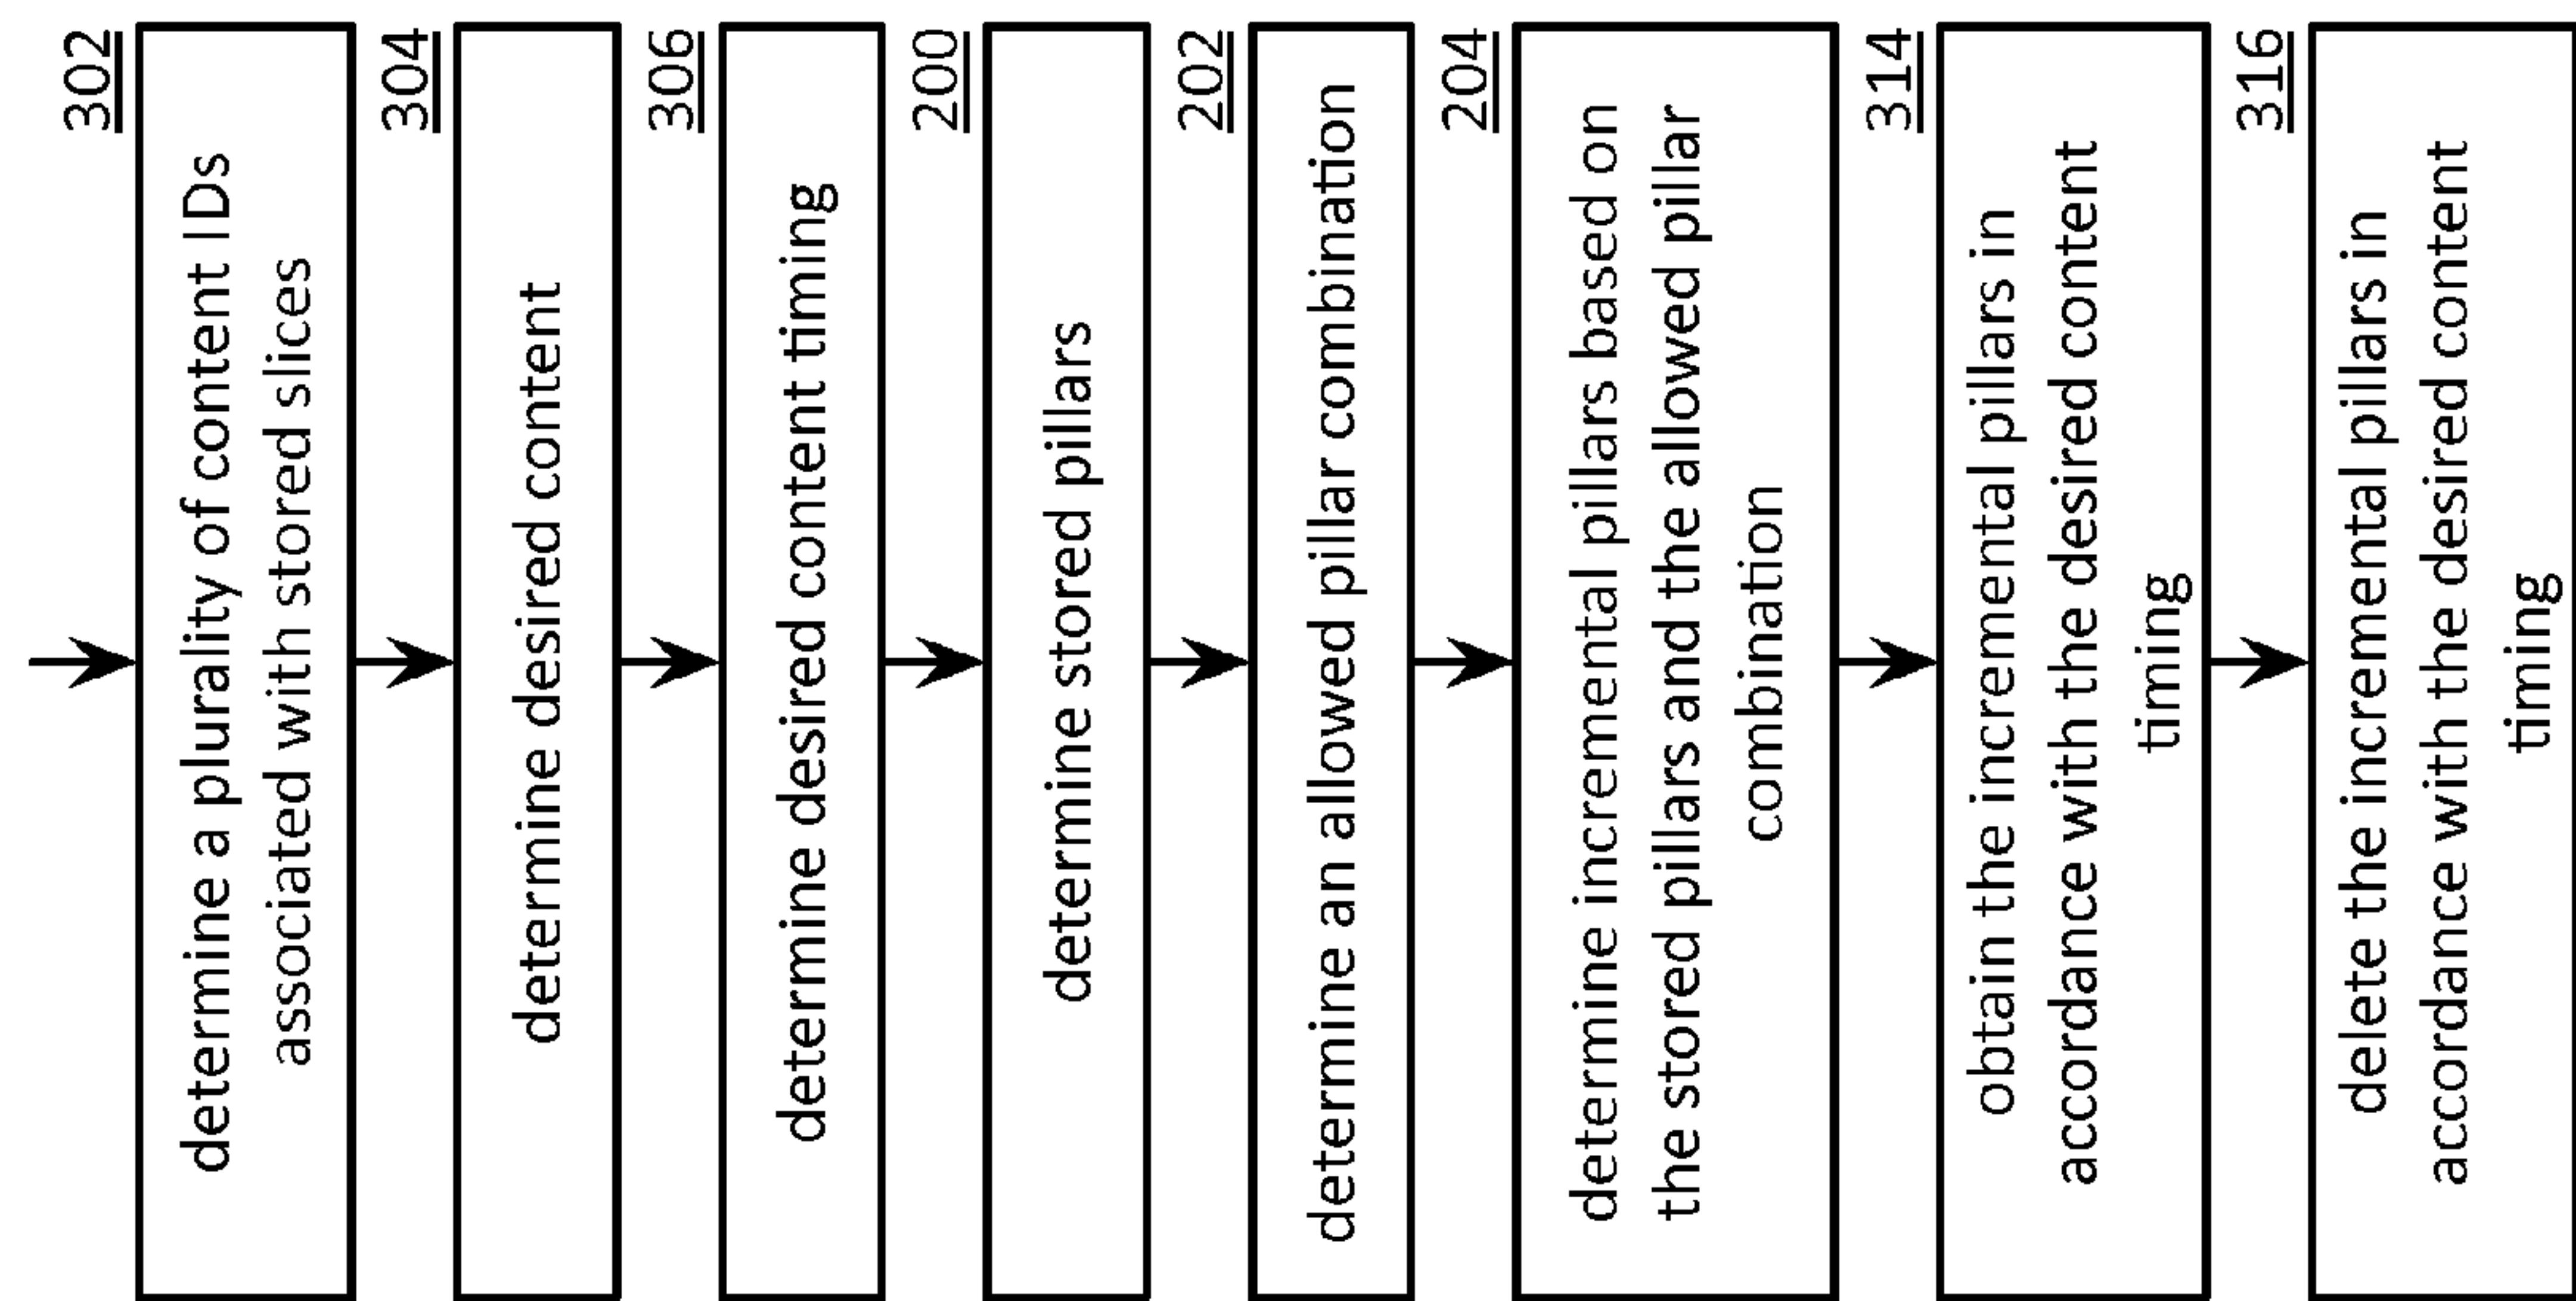 302
determine a plurality of content IDs
associated with stored slices
304
determine desired content
306
determine desired content timing
200
determine stored pillars
202
determine an allowed pillar combination
204
determine incremental pillars based on
the stored pillars and the allowed pillar
combination
314
obtain the incremental pillars in
accordance with the desired content
timing
316
delete the incremental pillars in
accordance with the desired content
timing